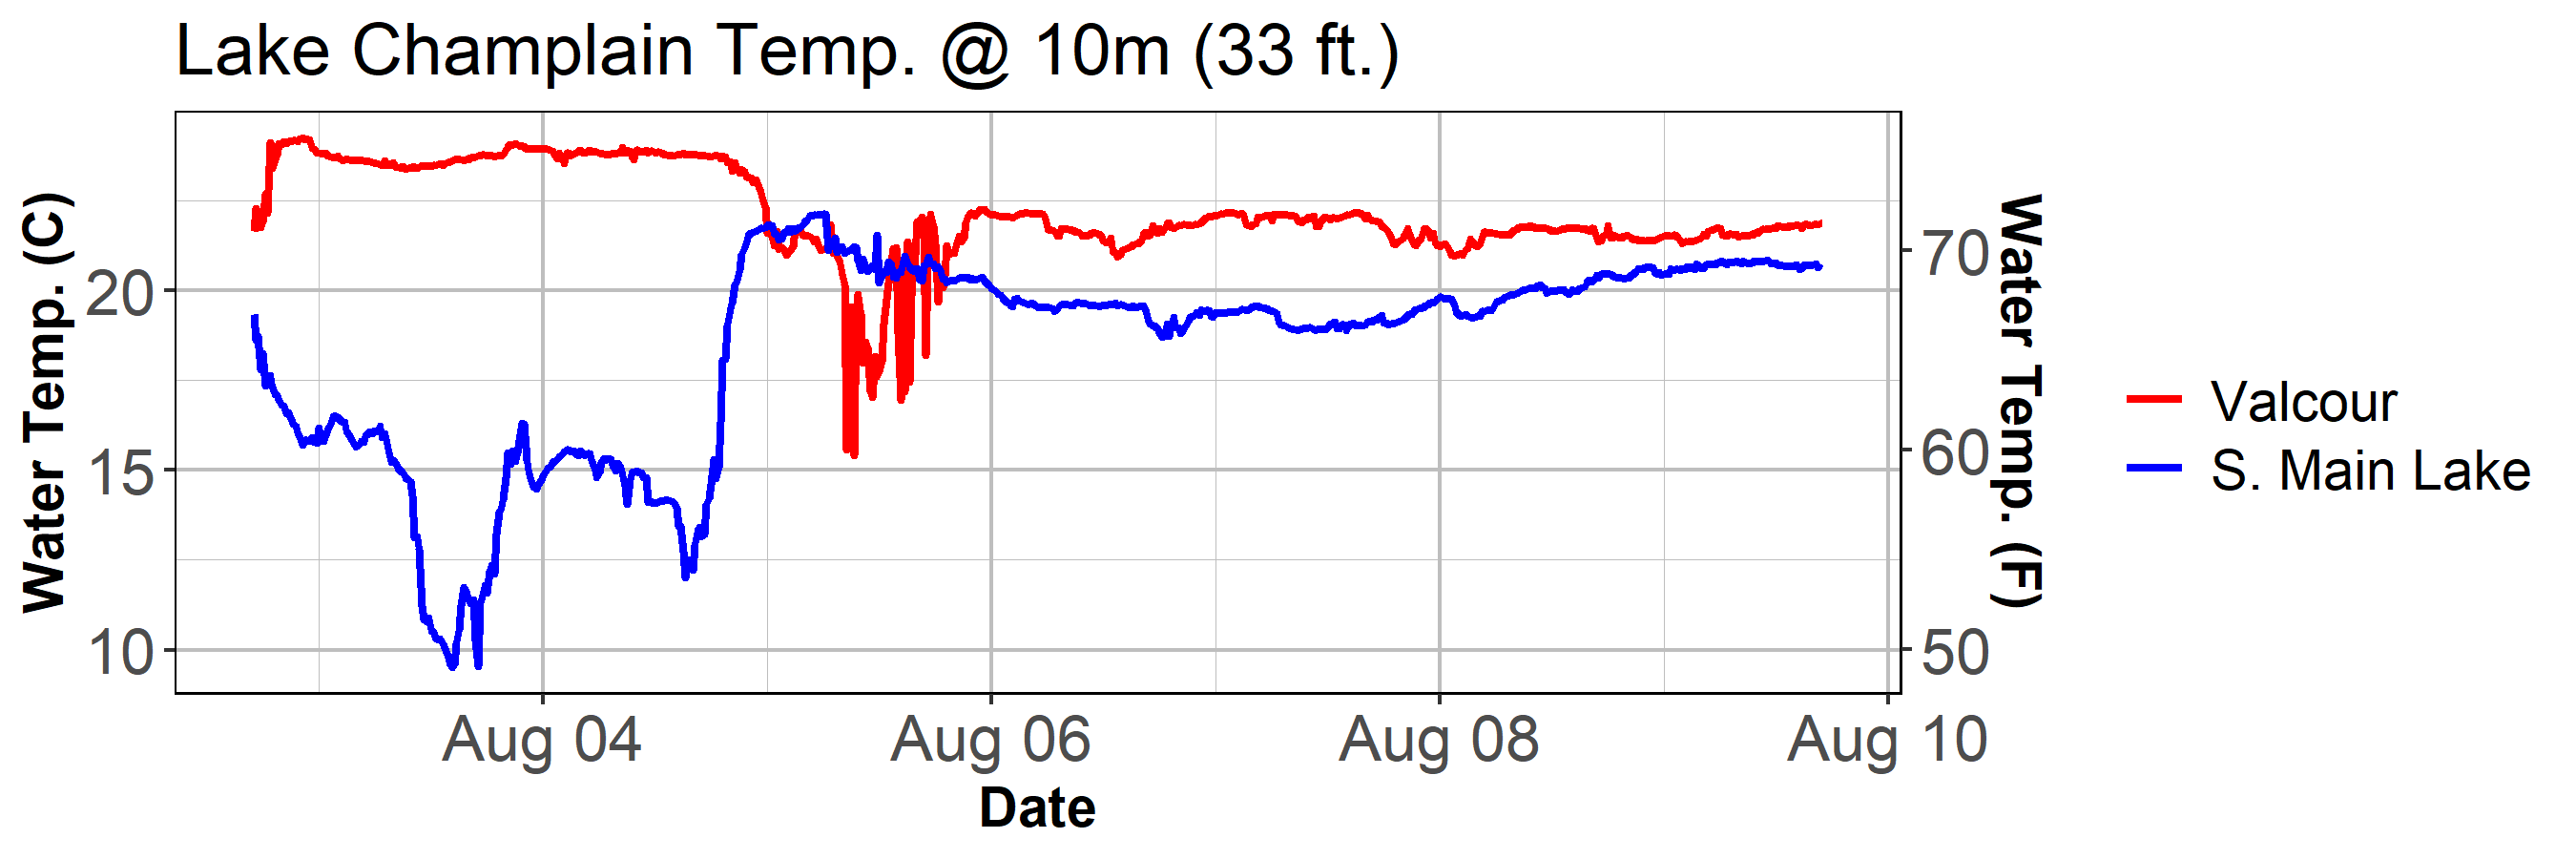 Lake Champlain Temp. @ 10m (33 ft.)
Water Temp. (C)
20
15
10
70
60
50
Water Temp. (F)
Valcour
S. Main Lake
Aug 04
Aug 06
Aug 08
Aug 10
Date